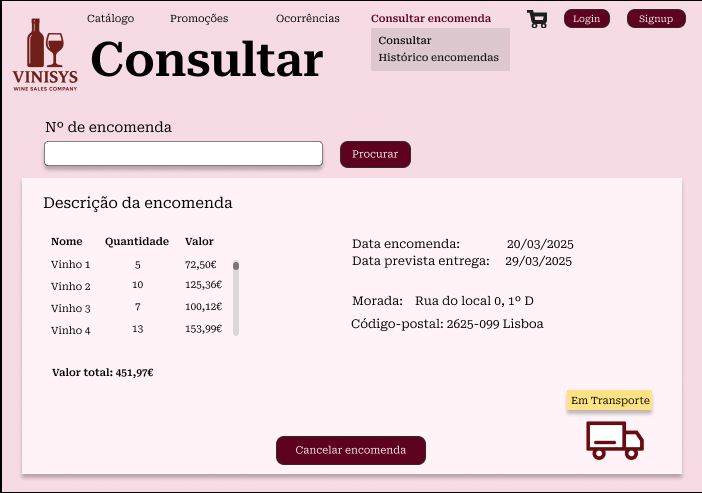 Catálogo Promoções Ocorrências Consultar encomenda Login Signup
VINISYS
WINE SALES COMPANY
Consultar
Consultar
Histórico encomendas
Nº de encomenda
Procurar
Descrição da encomenda
Nome Quantidade Valor
Vinho 1 5 72,50€
Vinho 2 10 125,36€
Vinho 3 7 100,12€
Vinho 4 13 153,99€
Valor total: 451,97€
Data encomenda: 20/03/2025
Data prevista entrega: 29/03/2025
Morada: Rua do local 0, 1º D
Código-postal: 2625-099 Lisboa
Em Transporte
Cancelar encomenda